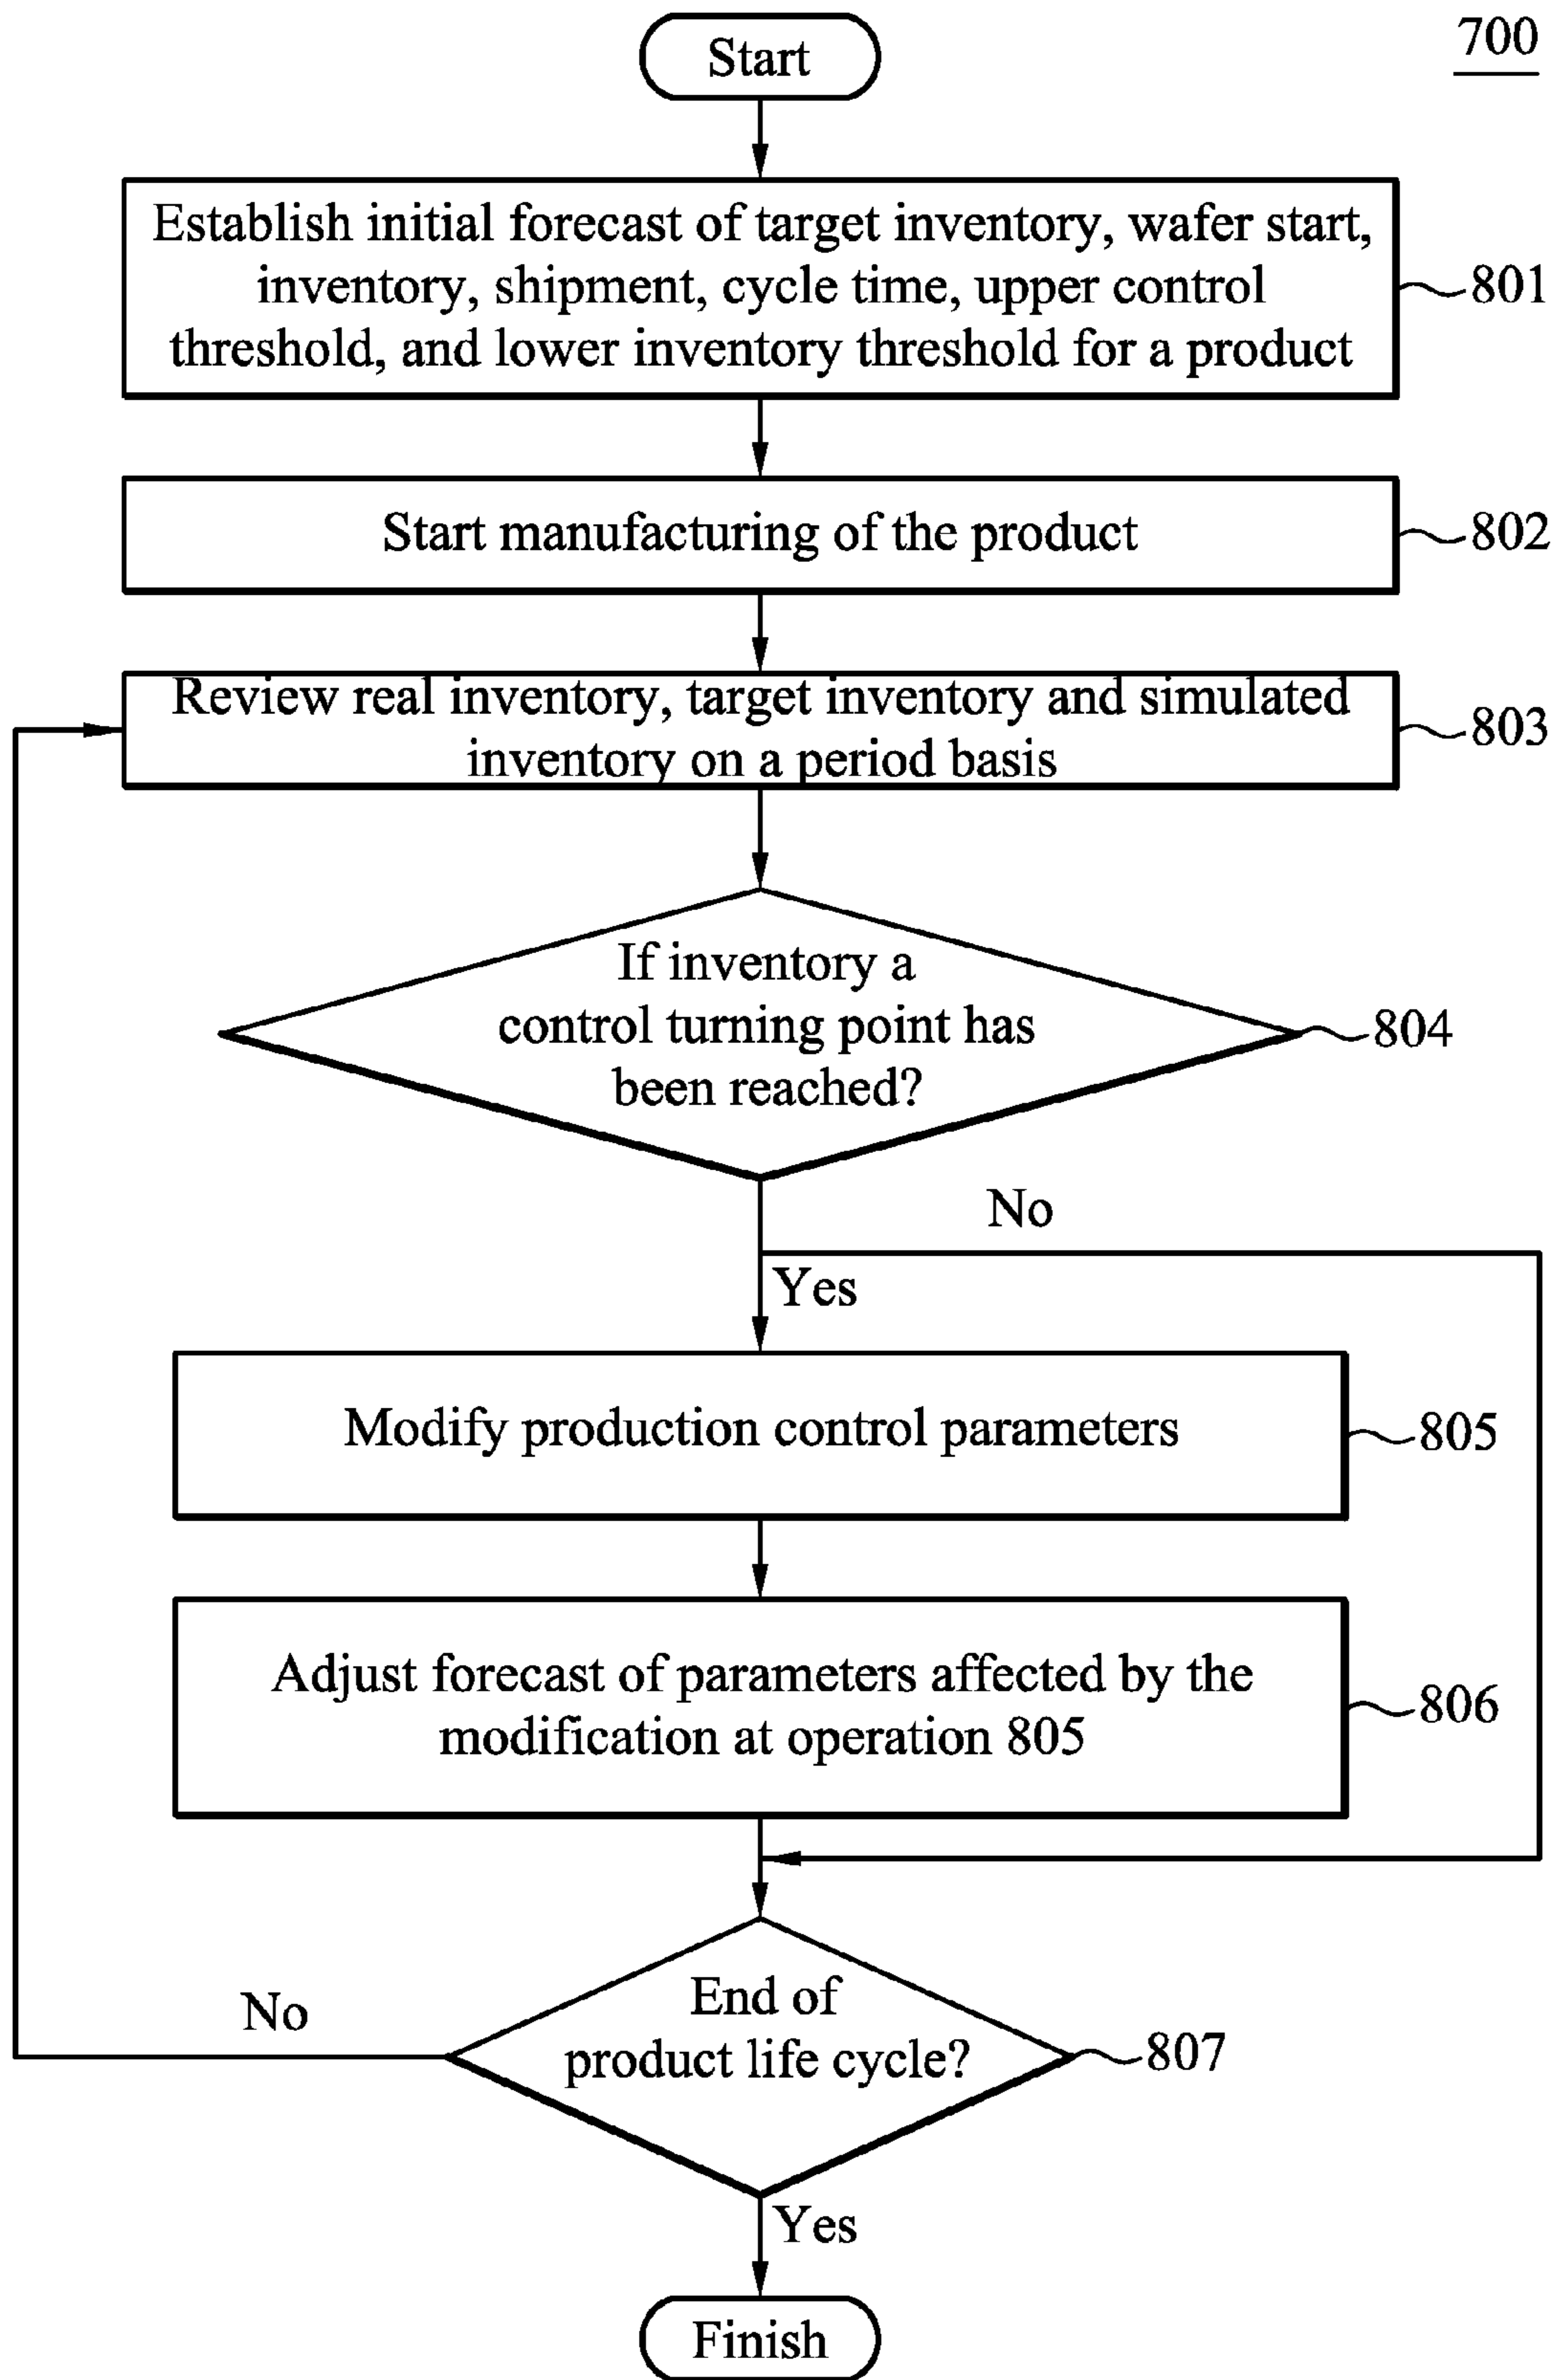 700
Start
Establish initial forecast of target inventory, wafer start,
inventory, shipment, cycle time, upper control
threshold, and lower inventory threshold for a product
801
Start manufacturing of the product
802
Review real inventory, target inventory and simulated
inventory on a period basis
803
If inventory a
control turning point has
been reached?
804
No
Yes
Modify production control parameters
805
Adjust forecast of parameters affected by the
modification at operation 805
806
End of
product life cycle?
807
No
Yes
Finish